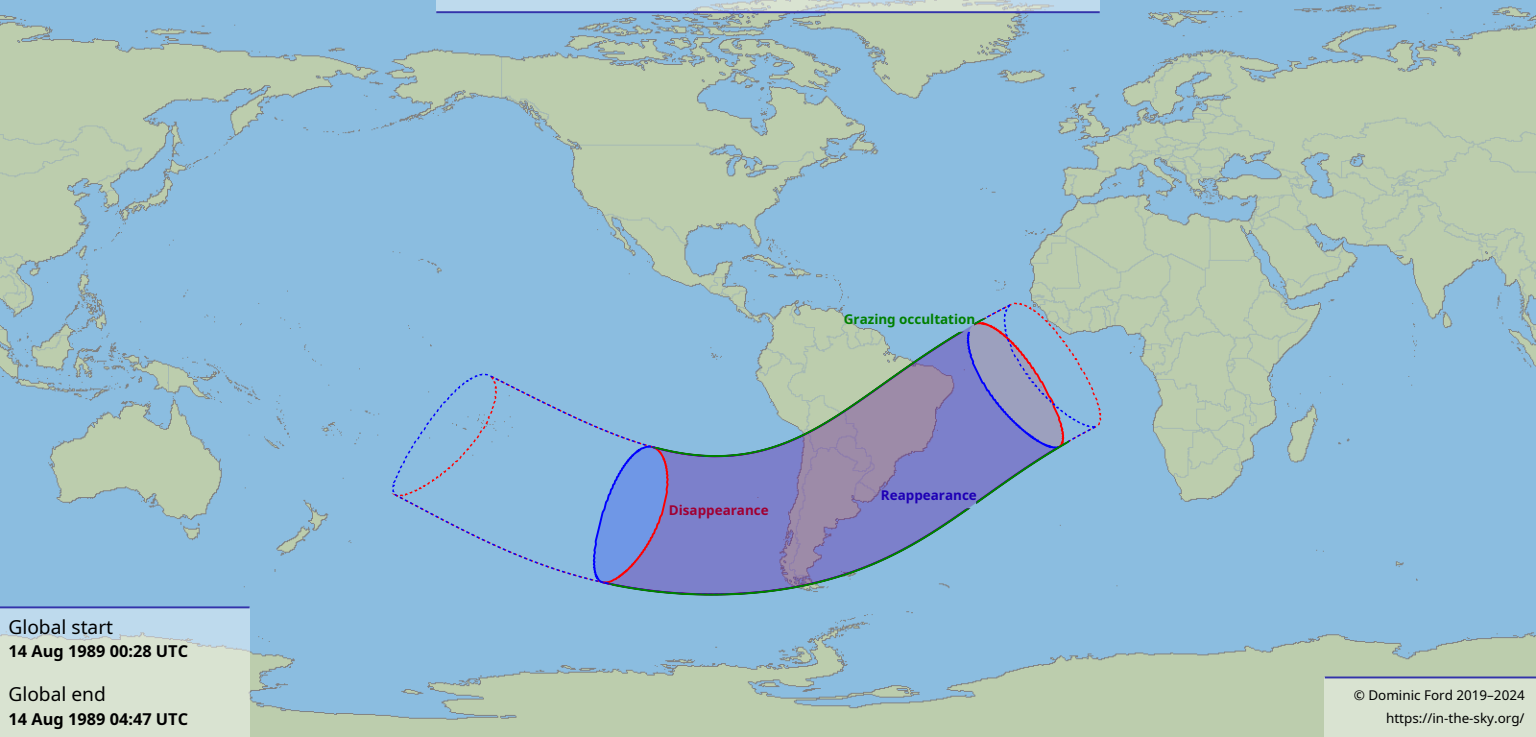 Grazing occultation
Disappearance
Reappearance
Global start
14 Aug 1989 00:28 UTC
Global end
14 Aug 1989 04:47 UTC
© Dominic Ford 2019–2024
https://in-the-sky.org/